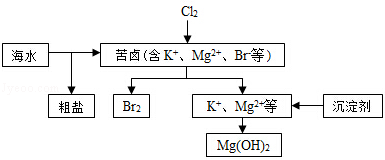 Cl₂
海水
苦卤(含K⁺、Mg²⁺、Br⁻等)
粗盐
Br₂
K⁺、Mg²⁺等
沉淀剂
Mg(OH)₂